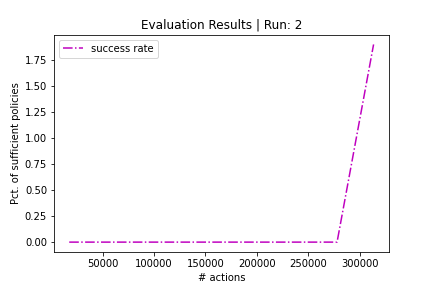 Evaluation Results | Run: 2
success rate
Pct. of sufficient policies
1.75
1.50
1.25
1.00
0.75
0.50
0.25
0.00
50000 100000 150000 200000 250000 300000
# actions